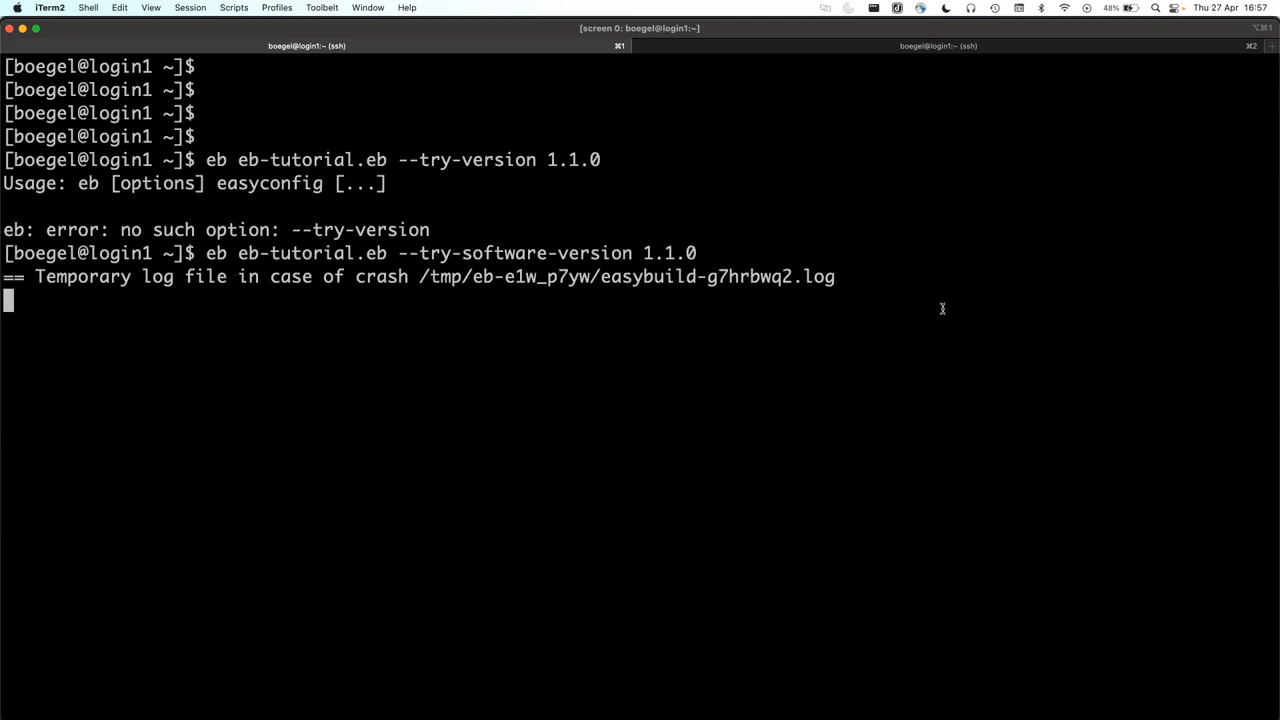 iTerm2 Shell Edit View Session Scripts Profiles Toolbelt Window Help 48% Thu 27 Apr 16:57
[screen 0: boegel@login1:~] ⌥⌘1
boegel@login1:~ (ssh) ⌘1 boegel@login1:~ (ssh) ⌘2 +
[boegel@login1 ~]$
[boegel@login1 ~]$
[boegel@login1 ~]$
[boegel@login1 ~]$
[boegel@login1 ~]$ eb eb-tutorial.eb --try-version 1.1.0
Usage: eb [options] easyconfig [...]
eb: error: no such option: --try-version
[boegel@login1 ~]$ eb eb-tutorial.eb --try-software-version 1.1.0
== Temporary log file in case of crash /tmp/eb-e1w_p7yw/easybuild-g7hrbwq2.log